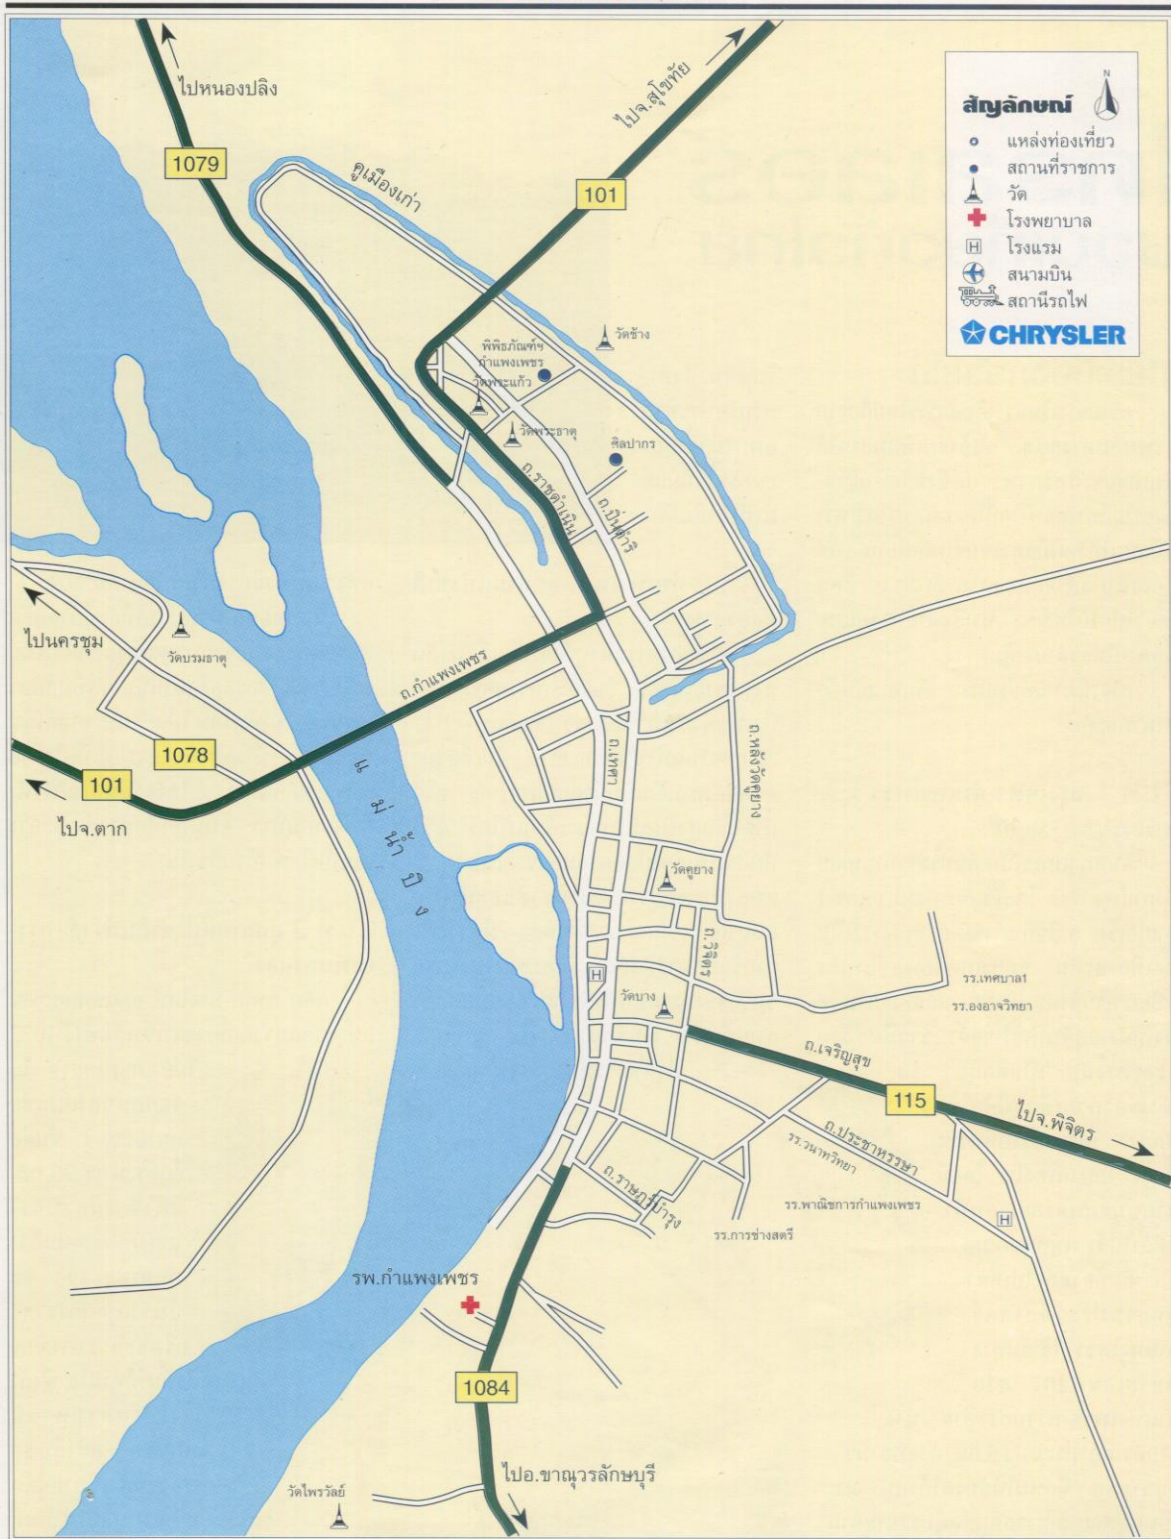 ไปหนองปลิง
ไปจ.สุโขทัย
N
สัญลักษณ์
แหล่งท่องเที่ยว
สถานที่ราชการ
วัด
โรงพยาบาล
H โรงแรม
สนามบิน
สถานีรถไฟ
CHRYSLER
1079
101
คูเมืองเก่า
วัดช้าง
พิพิธภัณฑ์ฯ
กำแพงเพชร
วัดพระแก้ว
วัดพระธาตุ
ศิลปากร
ถ.ราชดำเนิน
ถ.ปิ่นดำริ
ไปนครชุม
วัดบรมธาตุ
ถ.กำแพงเพชร
1078
101
ไปจ.ตาก
แม่น้ำปิง
ถ.เทศา
ถ.หลังวัดคูยาง
วัดคูยาง
ถ.วิจิตร
H
วัดบาง
รร.เทศบาล1
รร.องอาจวิทยา
ถ.เจริญสุข
115
ไปจ.พิจิตร
ถ.ประชาหรรษา
รร.วนาทวิทยา
ถ.ราษฎร์บำรุง
รร.พาณิชการกำแพงเพชร
H
รร.การช่างสตรี
รพ.กำแพงเพชร
1084
ไปอ.ขาณุวรลักษบุรี
วัดไพรวัลย์